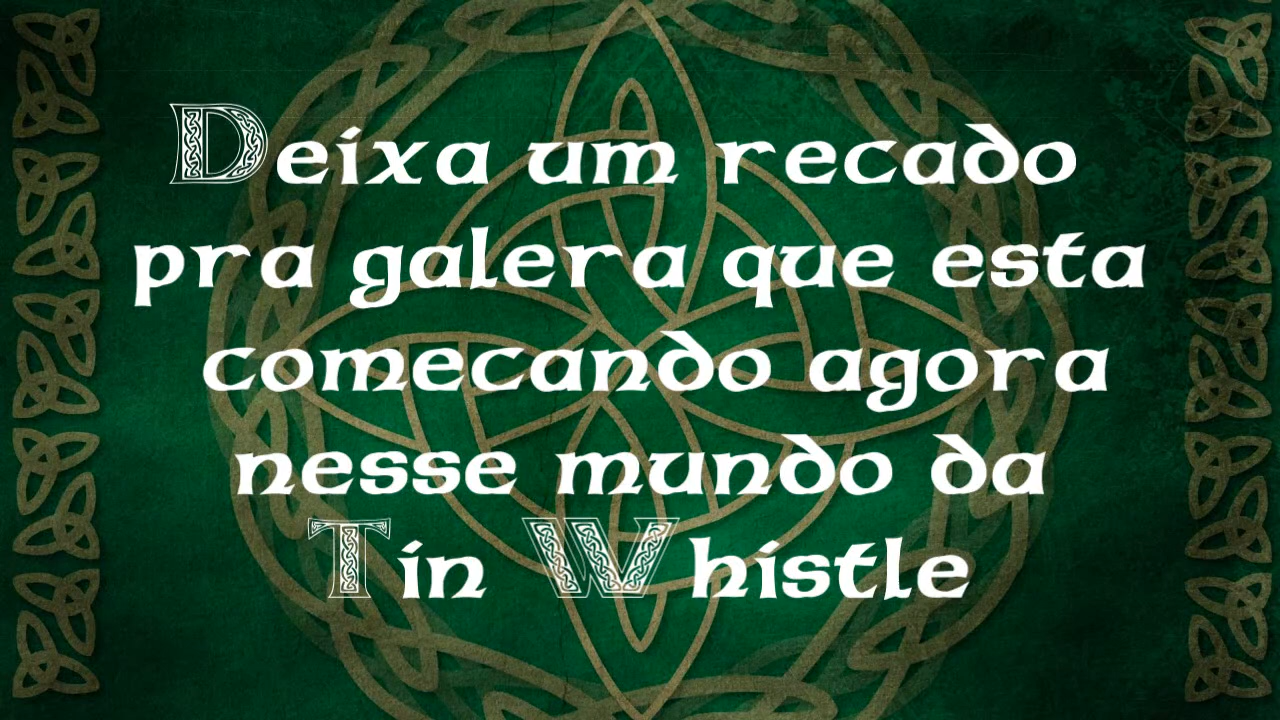 Deixa um recado
pra galera que esta
comecando agora
nesse mundo da
Tin Whistle